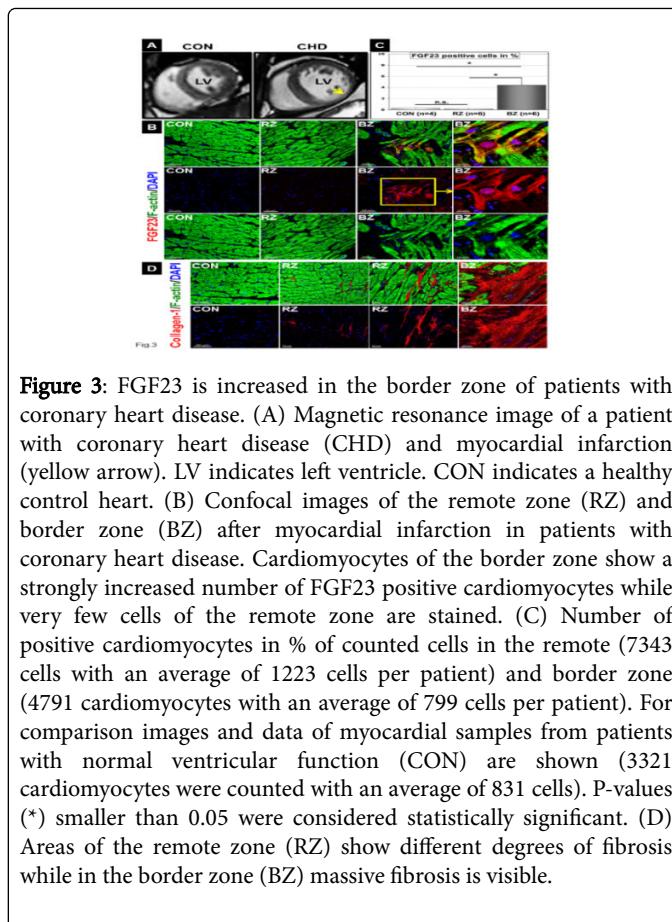 A CON CHD C
FGF23 positive cells in %
LV LV
*
*
n.s.
CON (n=4) RZ (n=6) BZ (n=6)
B CON RZ BZ BZ
BZ
FGF23/F-actin/DAPI
D CON RZ RZ BZ
CON RZ RZ BZ
Collagen-1/F-actin/DAPI
Fig.3
Figure 3: FGF23 is increased in the border zone of patients with
coronary heart disease. (A) Magnetic resonance image of a patient
with coronary heart disease (CHD) and myocardial infarction
(yellow arrow). LV indicates left ventricle. CON indicates a healthy
control heart. (B) Confocal images of the remote zone (RZ) and
border zone (BZ) after myocardial infarction in patients with
coronary heart disease. Cardiomyocytes of the border zone show a
strongly increased number of FGF23 positive cardiomyocytes while
very few cells of the remote zone are stained. (C) Number of
positive cardiomyocytes in % of counted cells in the remote (7343
cells with an average of 1223 cells per patient) and border zone
(4791 cardiomyocytes with an average of 799 cells per patient). For
comparison images and data of myocardial samples from patients
with normal ventricular function (CON) are shown (3321
cardiomyocytes were counted with an average of 831 cells). P-values
(*) smaller than 0.05 were considered statistically significant. (D)
Areas of the remote zone (RZ) show different degrees of fibrosis
while in the border zone (BZ) massive fibrosis is visible.